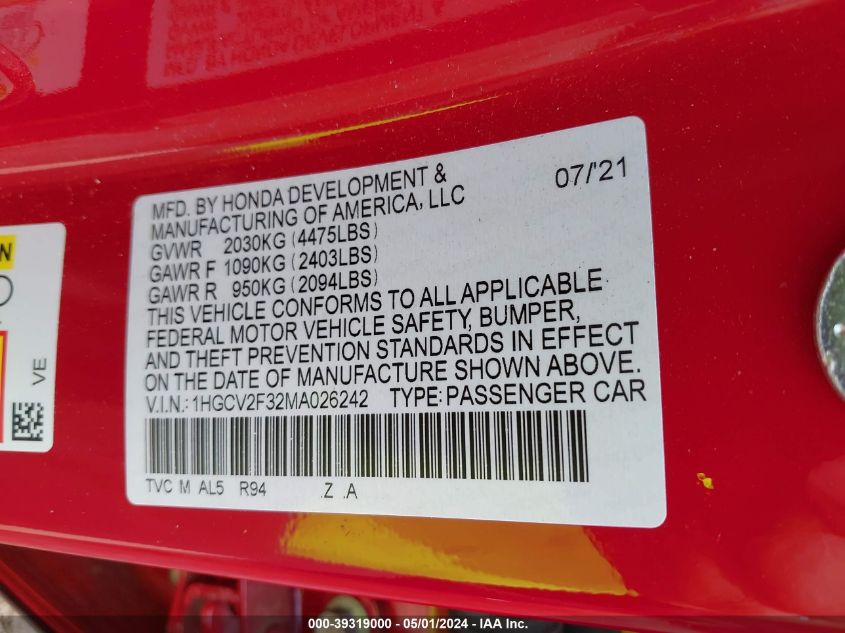 MFD. BY HONDA DEVELOPMENT &
MANUFACTURING OF AMERICA, LLC
07/'21
GVWR 2030KG (4475LBS)
GAWR F 1090KG (2403LBS)
GAWR R 950KG (2094LBS)
THIS VEHICLE CONFORMS TO ALL APPLICABLE
FEDERAL MOTOR VEHICLE SAFETY, BUMPER,
AND THEFT PREVENTION STANDARDS IN EFFECT
ON THE DATE OF MANUFACTURE SHOWN ABOVE.
V.I.N.: 1HGCV2F32MA026242 TYPE: PASSENGER CAR
TVC M AL5 R94 .Z .A
VE
000-39319000 - 05/01/2024 - IAA Inc.